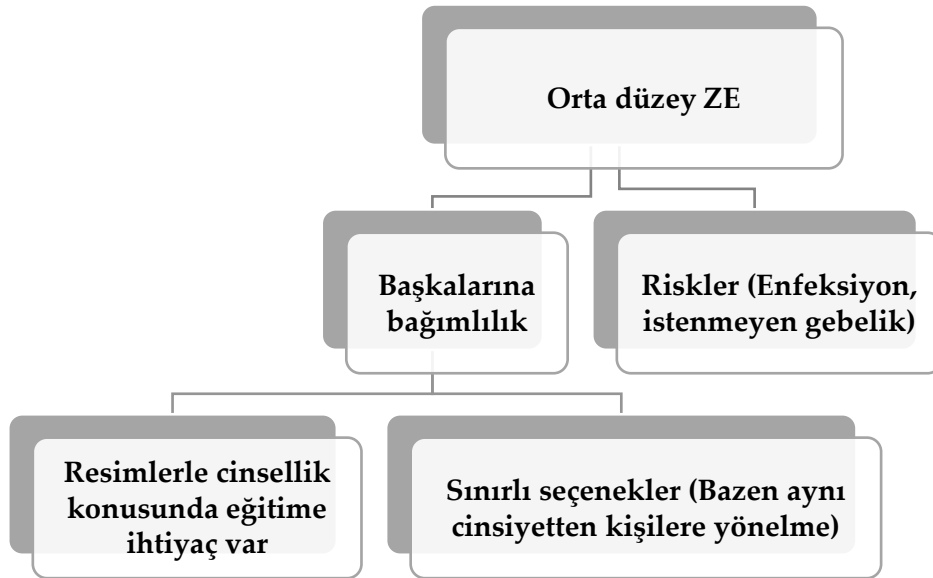 Orta düzey ZE
Başkalarına
bağımlılık
Riskler (Enfeksiyon,
istenmeyen gebelik)
Resimlerle cinsellik
konusunda eğitime
ihtiyaç var
Sınırlı seçenekler (Bazen aynı
cinsiyetten kişilere yönelme)